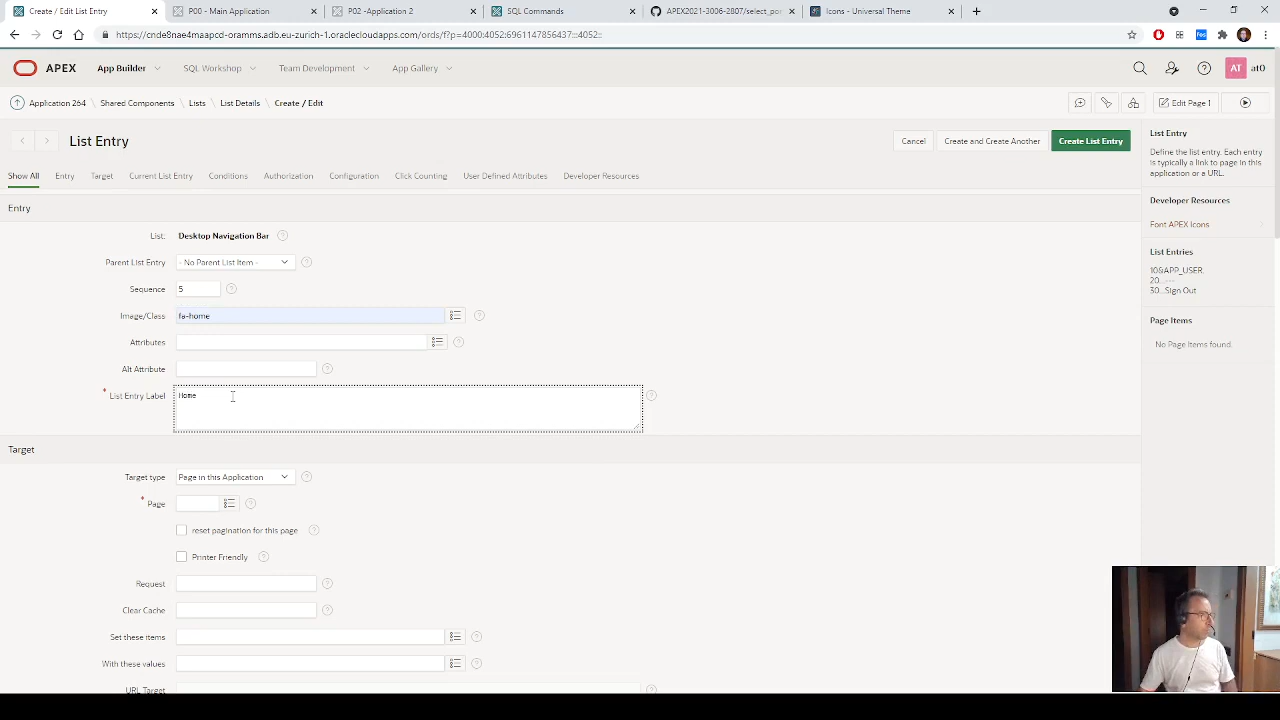 Create / Edit List Entry
P00 - Main Application
P02 -Application 2
SQL Commands
APEX2021-3006-2807/select_po
Icons - Universal Theme
https://cnde8nae4maapcd-oramms.adb.eu-zurich-1.oraclecloudapps.com/ords/f?p=4000:4052:6961147856437:::4052::
APEX App Builder SQL Workshop Team Development App Gallery AT at0
Application 264 \ Shared Components \ Lists \ List Details \ Create / Edit Edit Page 1
List Entry Cancel Create and Create Another Create List Entry
Show All Entry Target Current List Entry Conditions Authorization Configuration Click Counting User Defined Attributes Developer Resources
Entry
List: Desktop Navigation Bar
Parent List Entry - No Parent List Item -
Sequence 5
Image/Class fa-home
Attributes
Alt Attribute
* List Entry Label Home
Target
Target type Page in this Application
* Page
reset pagination for this page
Printer Friendly
Request
Clear Cache
Set these items
With these values
URL Target
List Entry
Define the list entry. Each entry
is typically a link to page in this
application or a URL.
Developer Resources
Font APEX Icons
List Entries
10&APP_USER.
20...---
30...Sign Out
Page Items
No Page Items found.